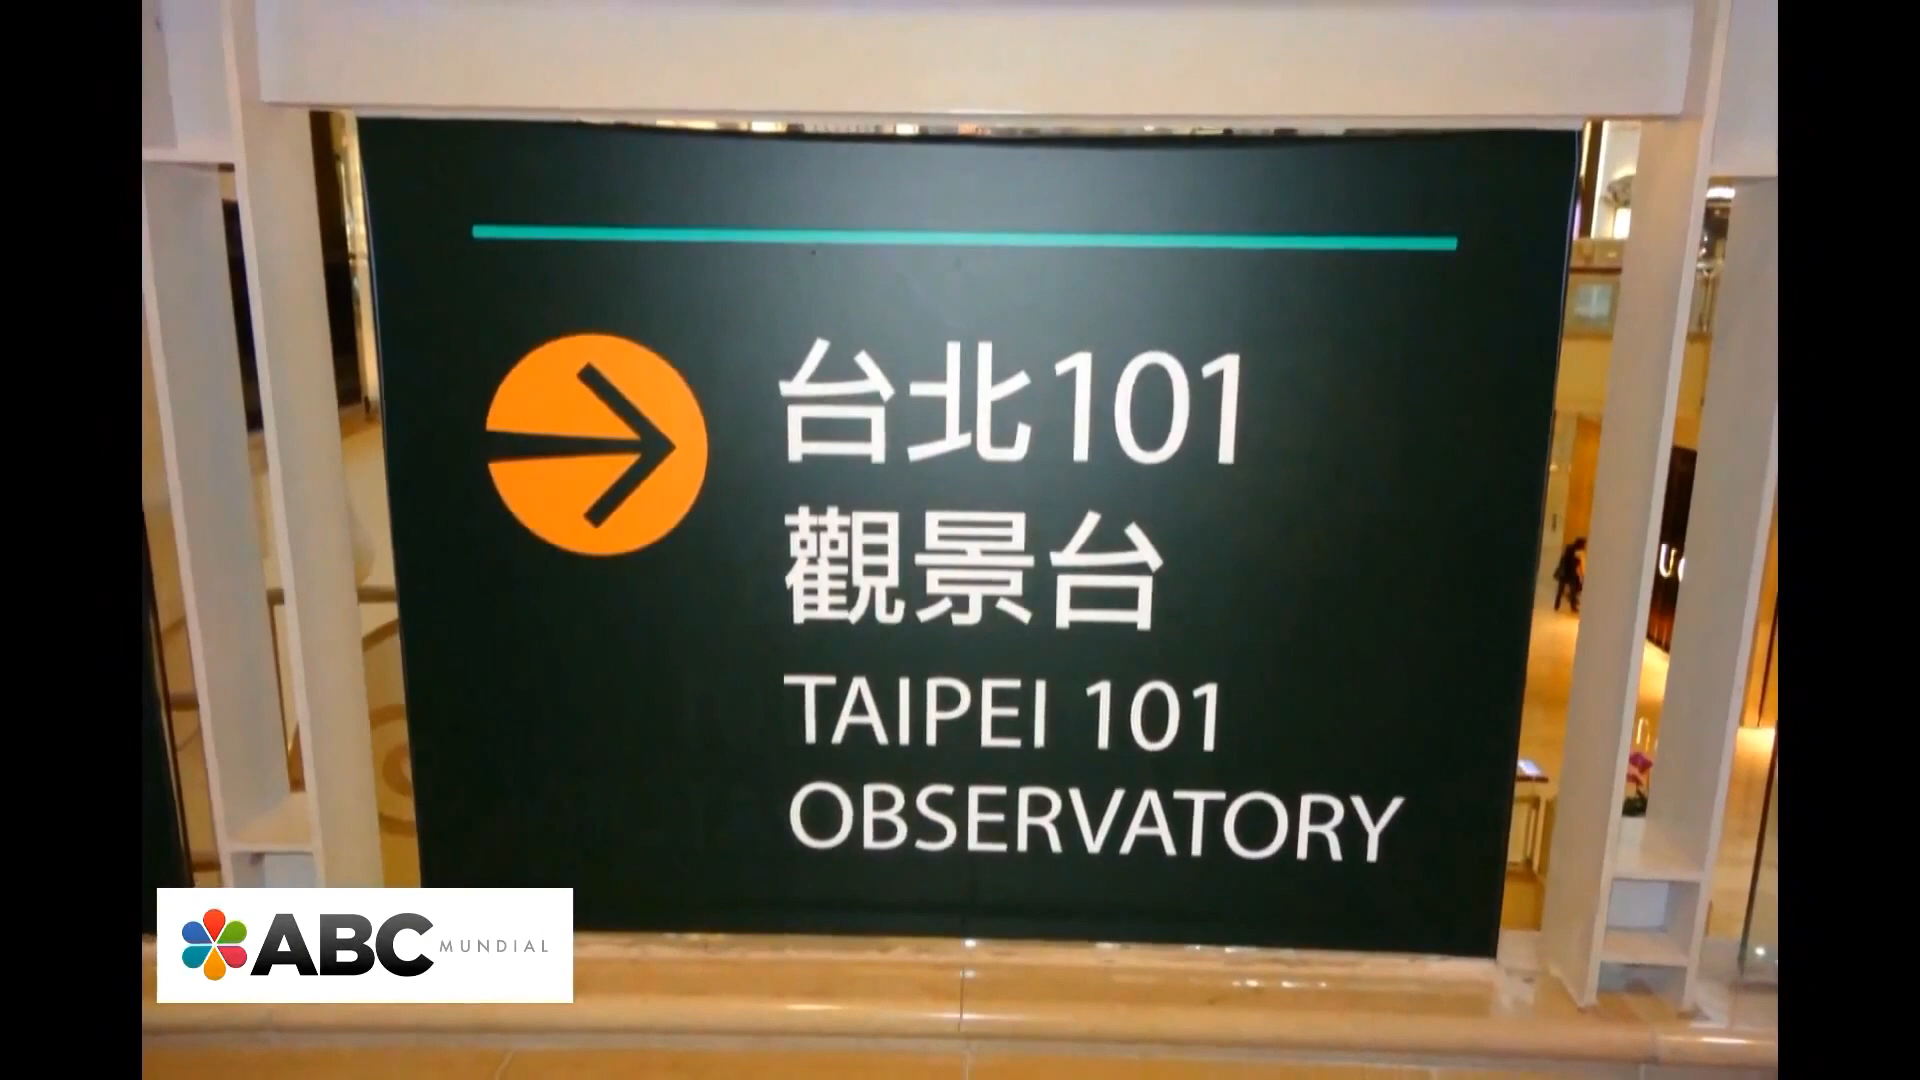 台北101
觀景台
TAIPEI 101
OBSERVATORY
ABC MUNDIAL